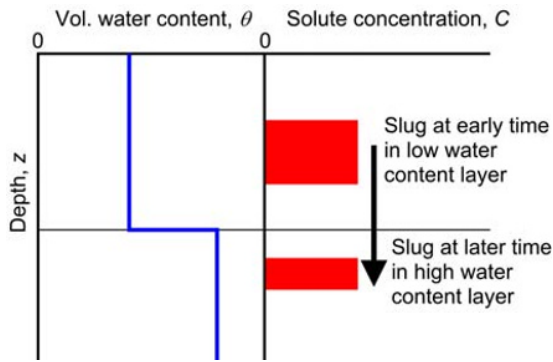 Vol. water content, θ
Solute concentration, C
0
0
Depth, z
Slug at early time
in low water
content layer
Slug at later time
in high water
content layer